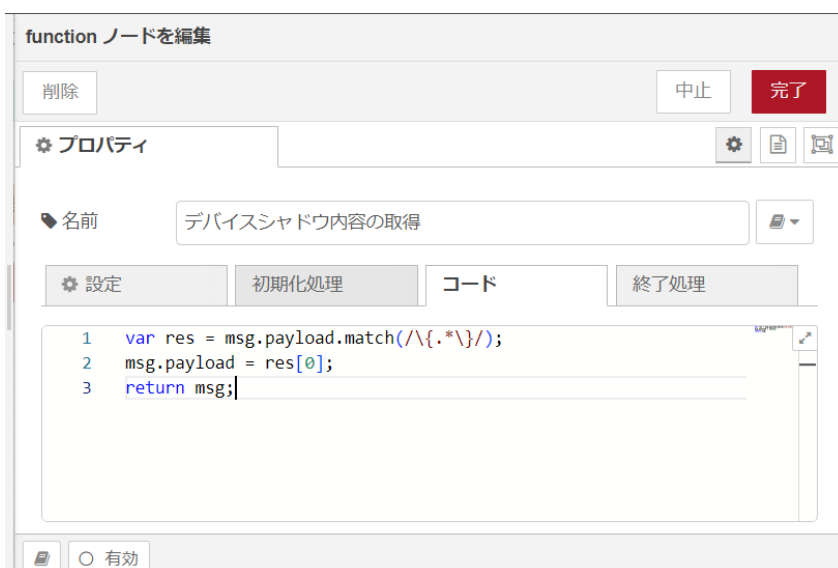 function ノードを編集
削除
中止
完了
プロパティ
名前
デバイスシャドウ内容の取得
設定
初期化処理
コード
終了処理
1 var res = msg.payload.match(/\{.*\}/);
2 msg.payload = res[0];
3 return msg;
有効